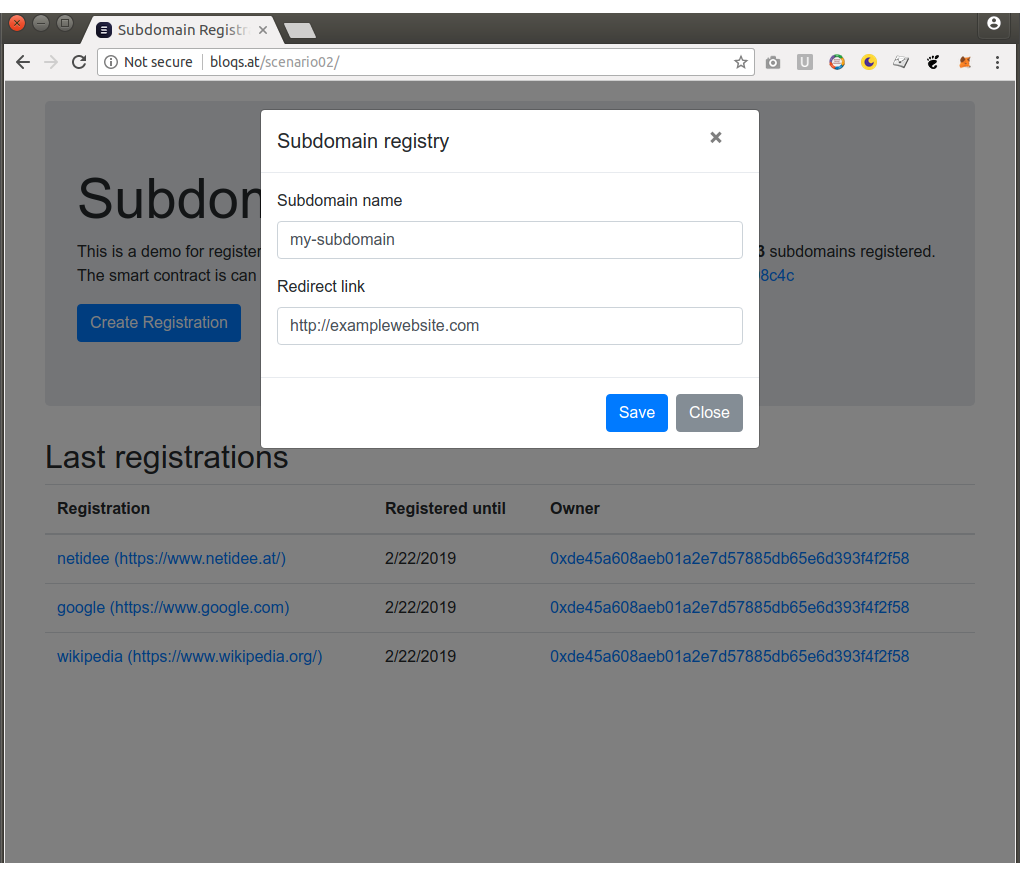 Subdomain Registr
Not secure | bloqs.at/scenario02/
Subdomain registry
Subdomain name
my-subdomain
Redirect link
http://examplewebsite.com
Save Close
Subdom
This is a demo for register 3 subdomains registered.
The smart contract is can 8c4c
Create Registration
Last registrations
Registration Registered until Owner
netidee (https://www.netidee.at/) 2/22/2019 0xde45a608aeb01a2e7d57885db65e6d393f4f2f58
google (https://www.google.com) 2/22/2019 0xde45a608aeb01a2e7d57885db65e6d393f4f2f58
wikipedia (https://www.wikipedia.org/) 2/22/2019 0xde45a608aeb01a2e7d57885db65e6d393f4f2f58